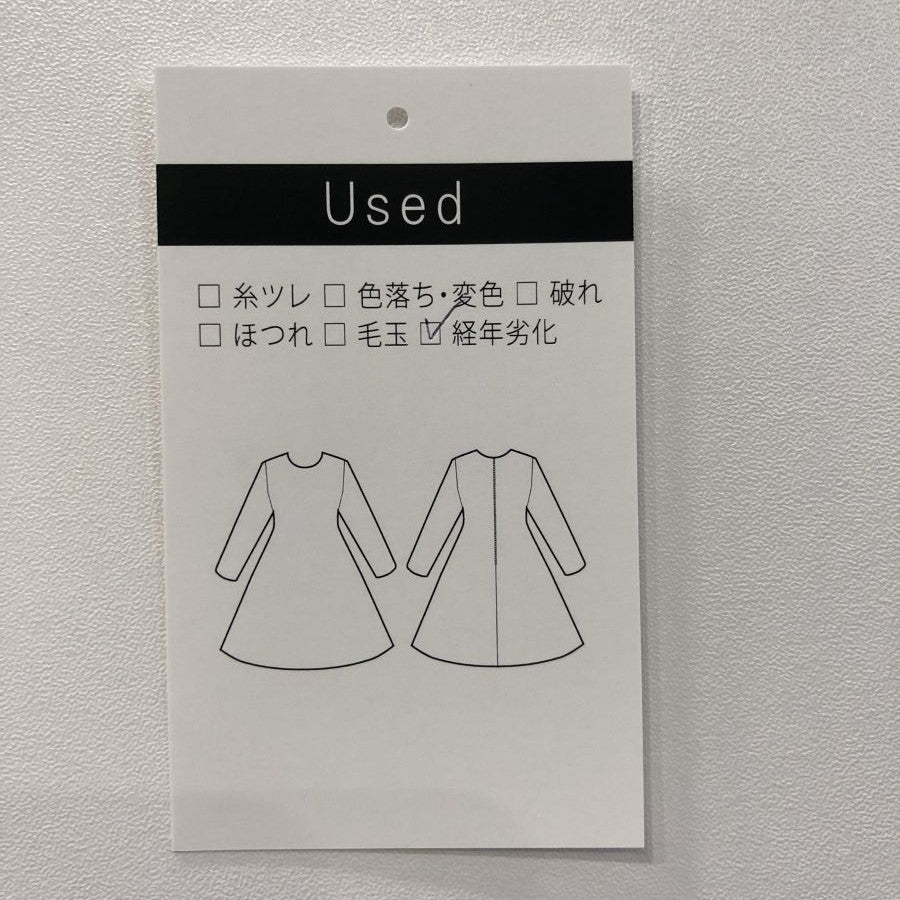 Used
□ 糸ツレ □ 色落ち・変色 □ 破れ
□ ほつれ □ 毛玉 ☑ 経年劣化